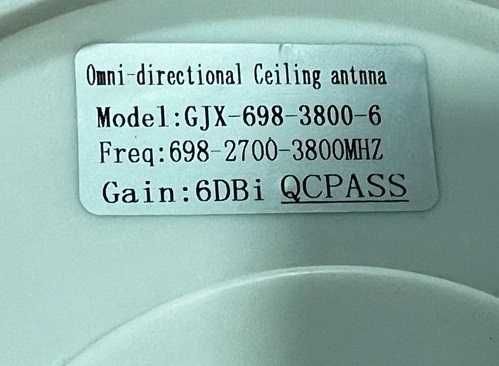 Omni-directional Ceiling antnna
Model:GJX-698-3800-6
Freq:698-2700-3800MHZ
Gain:6DBi QCPASS